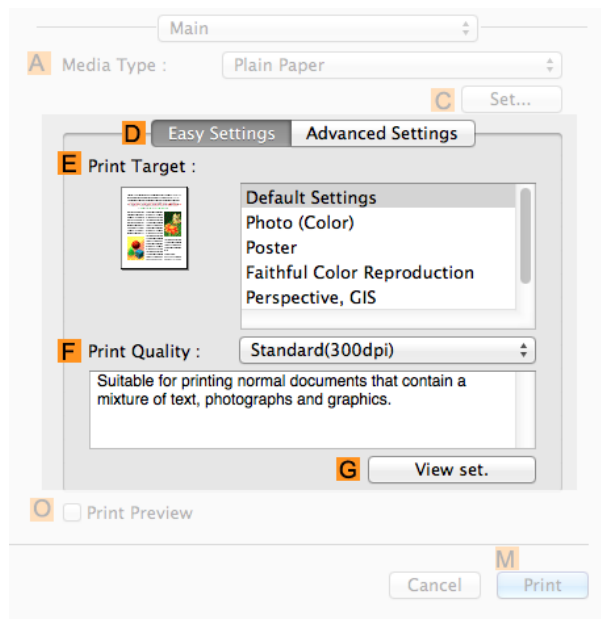 Main
A Media Type : Plain Paper
C Set...
D Easy Settings Advanced Settings
E Print Target :
Default Settings
Photo (Color)
Poster
Faithful Color Reproduction
Perspective, GIS
F Print Quality : Standard(300dpi)
Suitable for printing normal documents that contain a
mixture of text, photographs and graphics.
G View set.
O Print Preview
M
Cancel Print